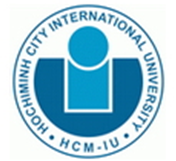 HOCHIMINH CITY INTERNATIONAL UNIVERSITY
HCM-IU